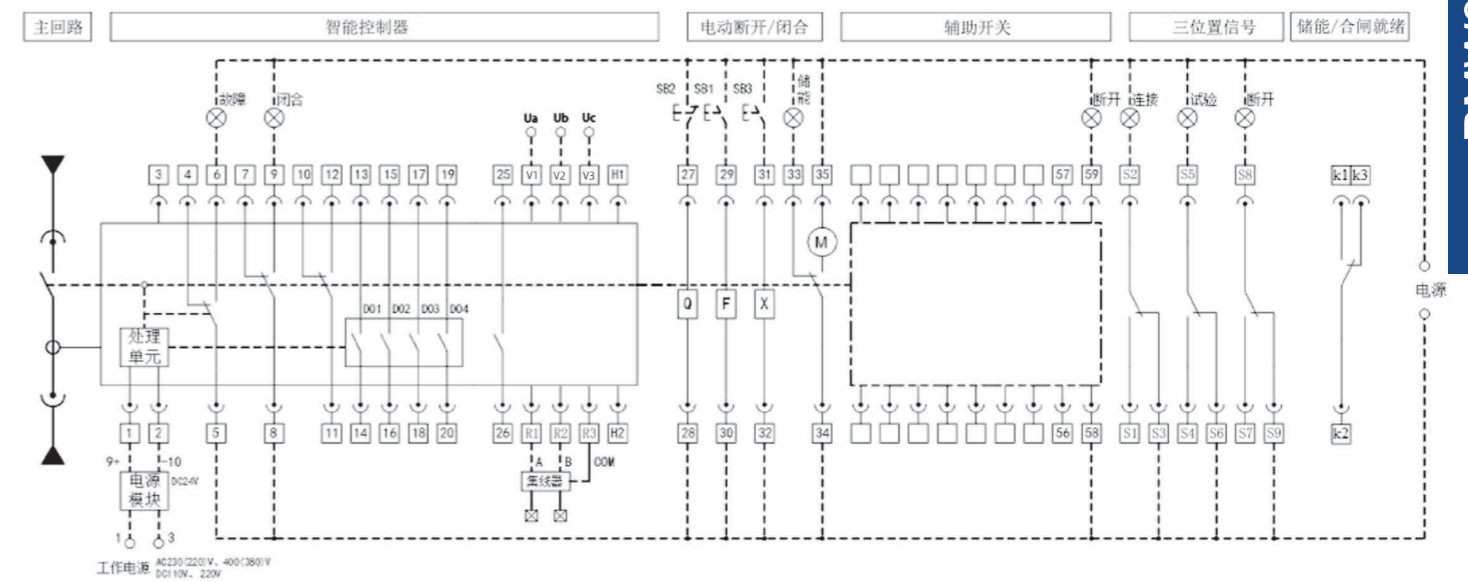 主回路 智能控制器 电动断开/闭合 辅助开关 三位置信号 储能/合闸就绪
故障 闭合 SB2 SB1 SB3 储能 断开 连接 试验 断开
Ua Ub Uc
3 4 6 7 9 10 12 13 15 17 19 25 V1 V2 V3 H1 27 29 31 33 35 57 59 S2 S5 S8 k1 k3
M
电源
Q F X
DO1 DO2 DO3 DO4
处理
单元
1 2 5 8 11 14 16 18 20 26 R1 R2 R3 H2 28 30 32 34 56 58 S1 S3 S4 S6 S7 S9 k2
9+ -10 A B COM
电源 DC24V
模块
集线器
1 3
工作电源 AC230(220)V、400(380)V
DC110V、220V